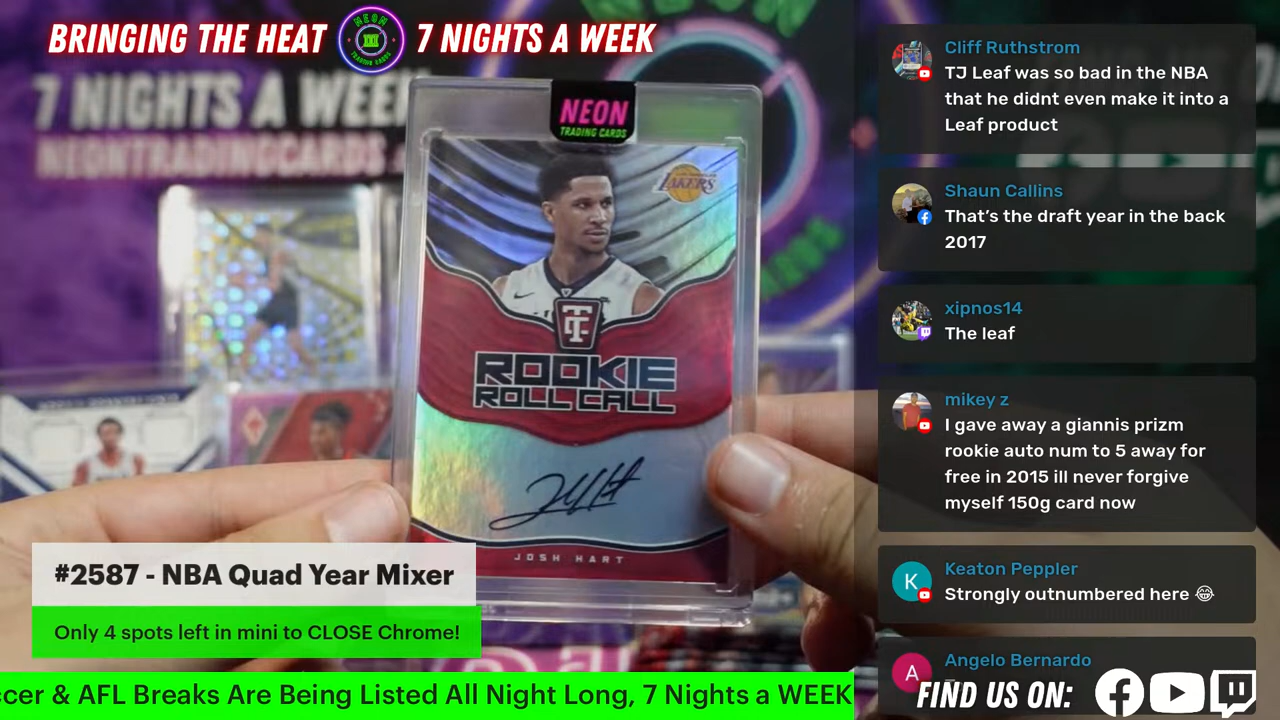 BRINGING THE HEAT
NEON
TRADING CARDS
7 NIGHTS A WEEK
7 NIGHTS A WEEK
NEONTRADINGCARDS
NEON
TRADING CARDS
LAKERS
ROOKIE
ROLL CALL
JOSH HART
#2587 - NBA Quad Year Mixer
Only 4 spots left in mini to CLOSE Chrome!
ccer & AFL Breaks Are Being Listed All Night Long, 7 Nights a WEEK
Cliff Ruthstrom
TJ Leaf was so bad in the NBA
that he didnt even make it into a
Leaf product
Shaun Callins
That’s the draft year in the back
2017
xipnos14
The leaf
mikey z
I gave away a giannis prizm
rookie auto num to 5 away for
free in 2015 ill never forgive
myself 150g card now
K
Keaton Peppler
Strongly outnumbered here 😂
A
Angelo Bernardo
FIND US ON: